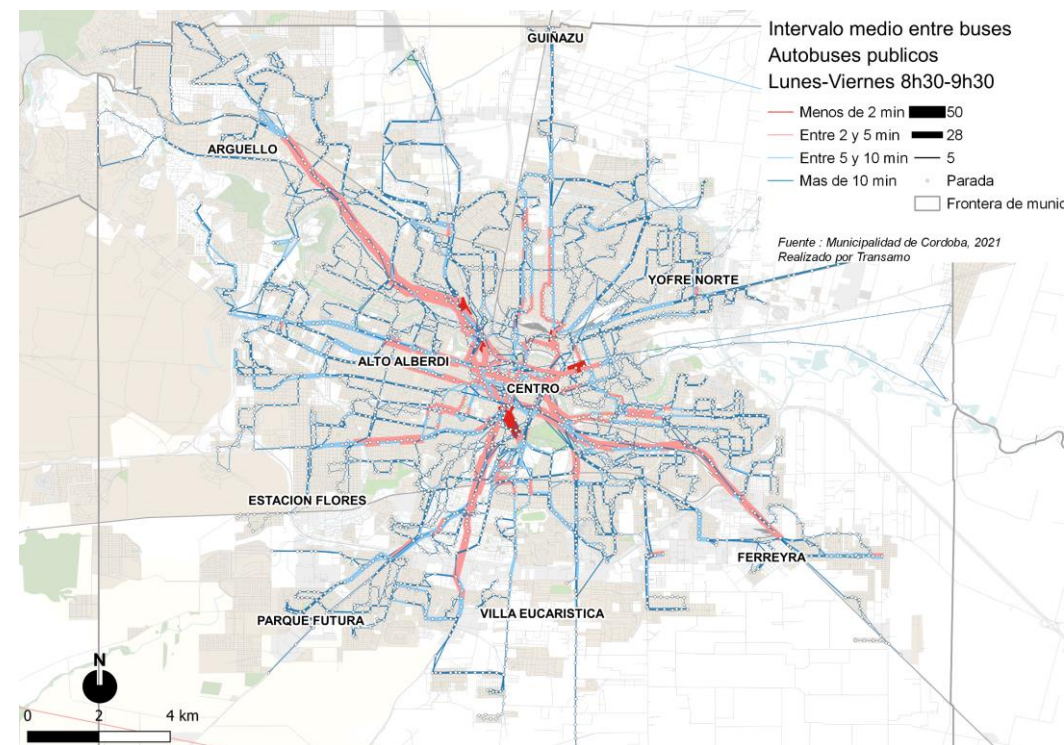 Intervalo medio entre buses
Autobuses publicos
Lunes-Viernes 8h30-9h30
Menos de 2 min 50
Entre 2 y 5 min 28
Entre 5 y 10 min 5
Mas de 10 min Parada
Frontera de munic
Fuente : Municipalidad de Cordoba, 2021
Realizado por Transamo
GUIÑAZU
ARGUELLO
YOFRE NORTE
ALTO ALBERDI
CENTRO
ESTACION FLORES
FERREYRA
PARQUE FUTURA
VILLA EUCARISTICA
N
0 2 4 km